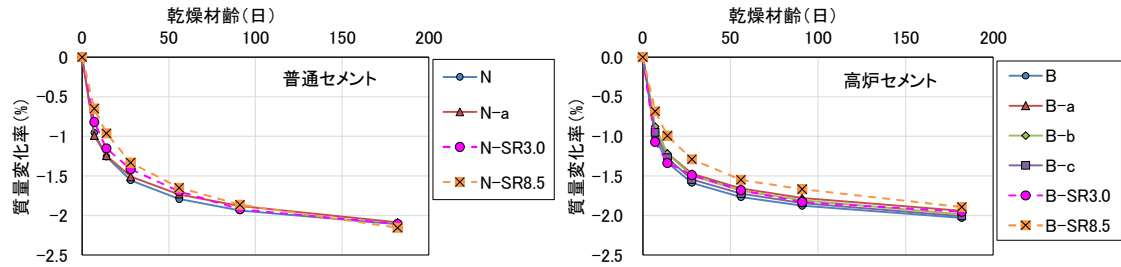 乾燥材齢（日）
0 50 100 150 200
0
-0.5
-1.0
-1.5
-2.0
-2.5
質量変化率(%)
普通セメント
N
N-a
N-SR3.0
N-SR8.5
乾燥材齢（日）
0 50 100 150 200
0
-0.5
-1.0
-1.5
-2.0
-2.5
質量変化率(%)
高炉セメント
B
B-a
B-b
B-c
B-SR3.0
B-SR8.5